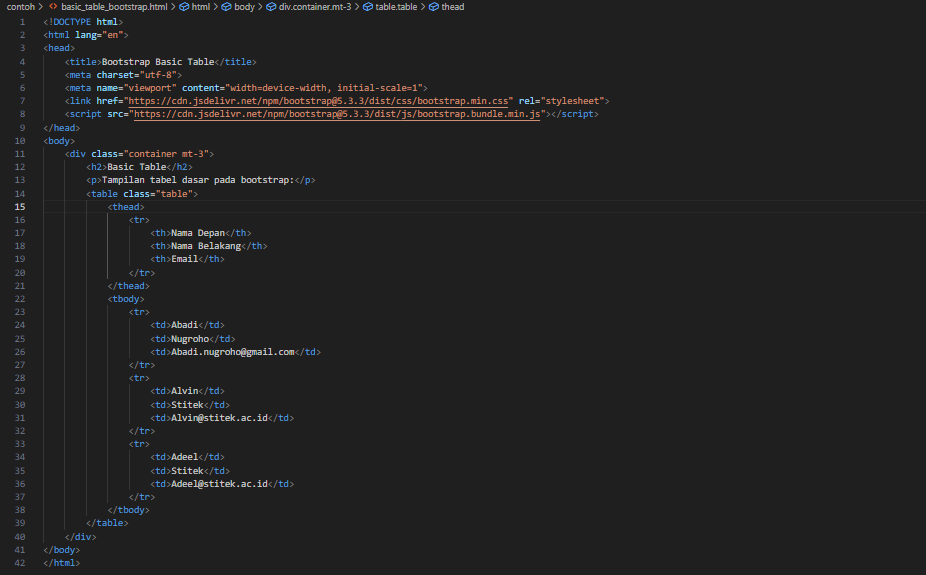 contoh > <> basic_table_bootstrap.html > html > body > div.container.mt-3 > table.table > thead
1 <!DOCTYPE html>
2 <html lang="en">
3 <head>
4 <title>Bootstrap Basic Table</title>
5 <meta charset="utf-8">
6 <meta name="viewport" content="width=device-width, initial-scale=1">
7 <link href="https://cdn.jsdelivr.net/npm/bootstrap@5.3.3/dist/css/bootstrap.min.css" rel="stylesheet">
8 <script src="https://cdn.jsdelivr.net/npm/bootstrap@5.3.3/dist/js/bootstrap.bundle.min.js"></script>
9 </head>
10 <body>
11 <div class="container mt-3">
12 <h2>Basic Table</h2>
13 <p>Tampilan tabel dasar pada bootstrap:</p>
14 <table class="table">
15 <thead>
16 <tr>
17 <th>Nama Depan</th>
18 <th>Nama Belakang</th>
19 <th>Email</th>
20 </tr>
21 </thead>
22 <tbody>
23 <tr>
24 <td>Abadi</td>
25 <td>Nugroho</td>
26 <td>Abadi.nugroho@gmail.com</td>
27 </tr>
28 <tr>
29 <td>Alvin</td>
30 <td>Stitek</td>
31 <td>Alvin@stitek.ac.id</td>
32 </tr>
33 <tr>
34 <td>Adeel</td>
35 <td>Stitek</td>
36 <td>Adeel@stitek.ac.id</td>
37 </tr>
38 </tbody>
39 </table>
40 </div>
41 </body>
42 </html>